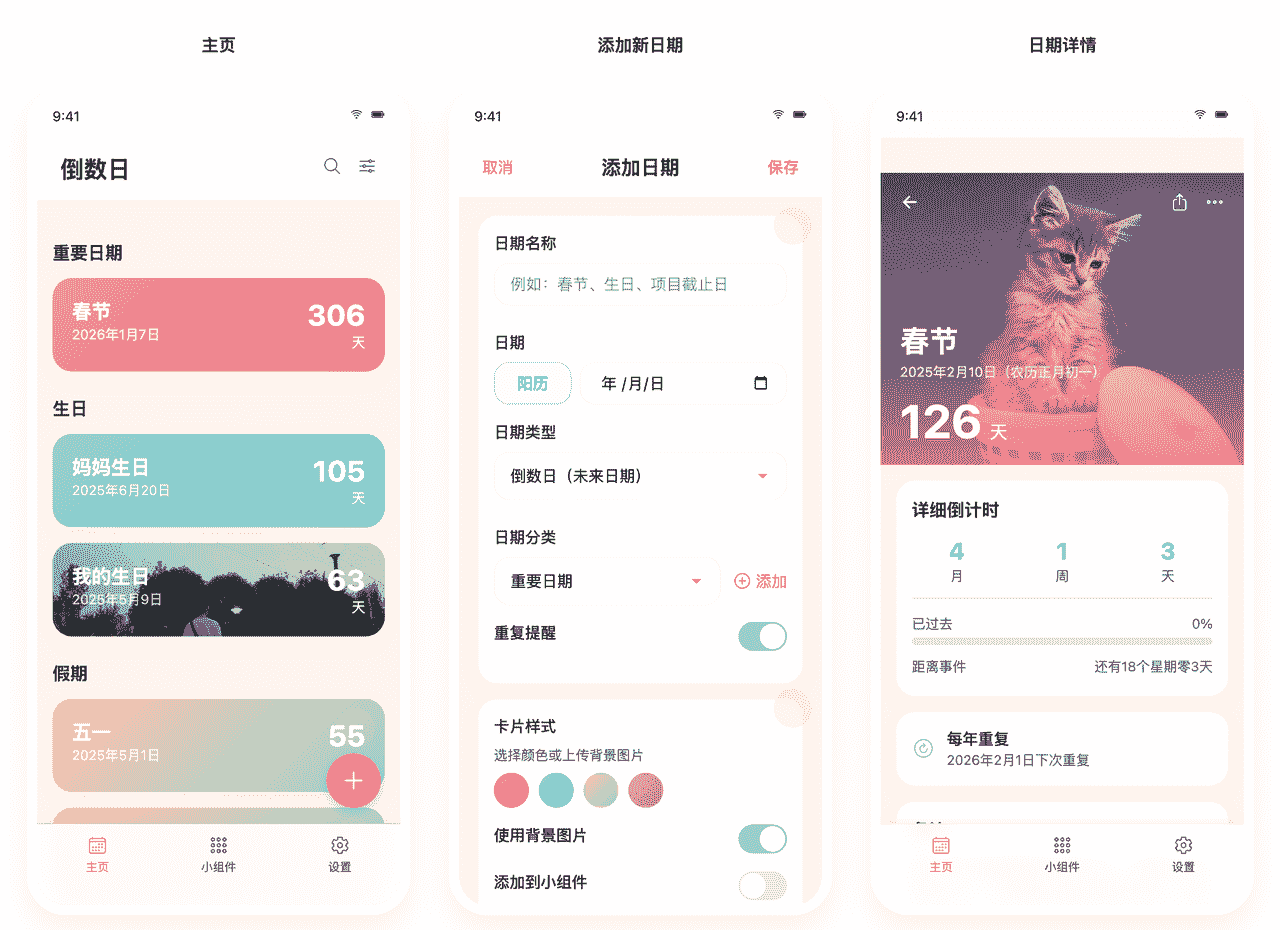 主页
添加新日期
日期详情
9:41
倒数日
重要日期
春节
2026年1月7日
306
天
生日
妈妈生日
2025年6月20日
105
天
我的生日
2025年5月9日
63
天
假期
五一
2025年5月1日
55
主页
小组件
设置
9:41
取消
添加日期
保存
日期名称
例如：春节、生日、项目截止日
日期
阳历
年 /月/日
日期类型
倒数日（未来日期）
日期分类
重要日期
添加
重复提醒
卡片样式
选择颜色或上传背景图片
使用背景图片
添加到小组件
9:41
春节
2025年2月10日（农历正月初一）
126 天
详细倒计时
4
月
1
周
3
天
已过去
0%
距离事件
还有18个星期零3天
每年重复
2026年2月1日下次重复
主页
小组件
设置